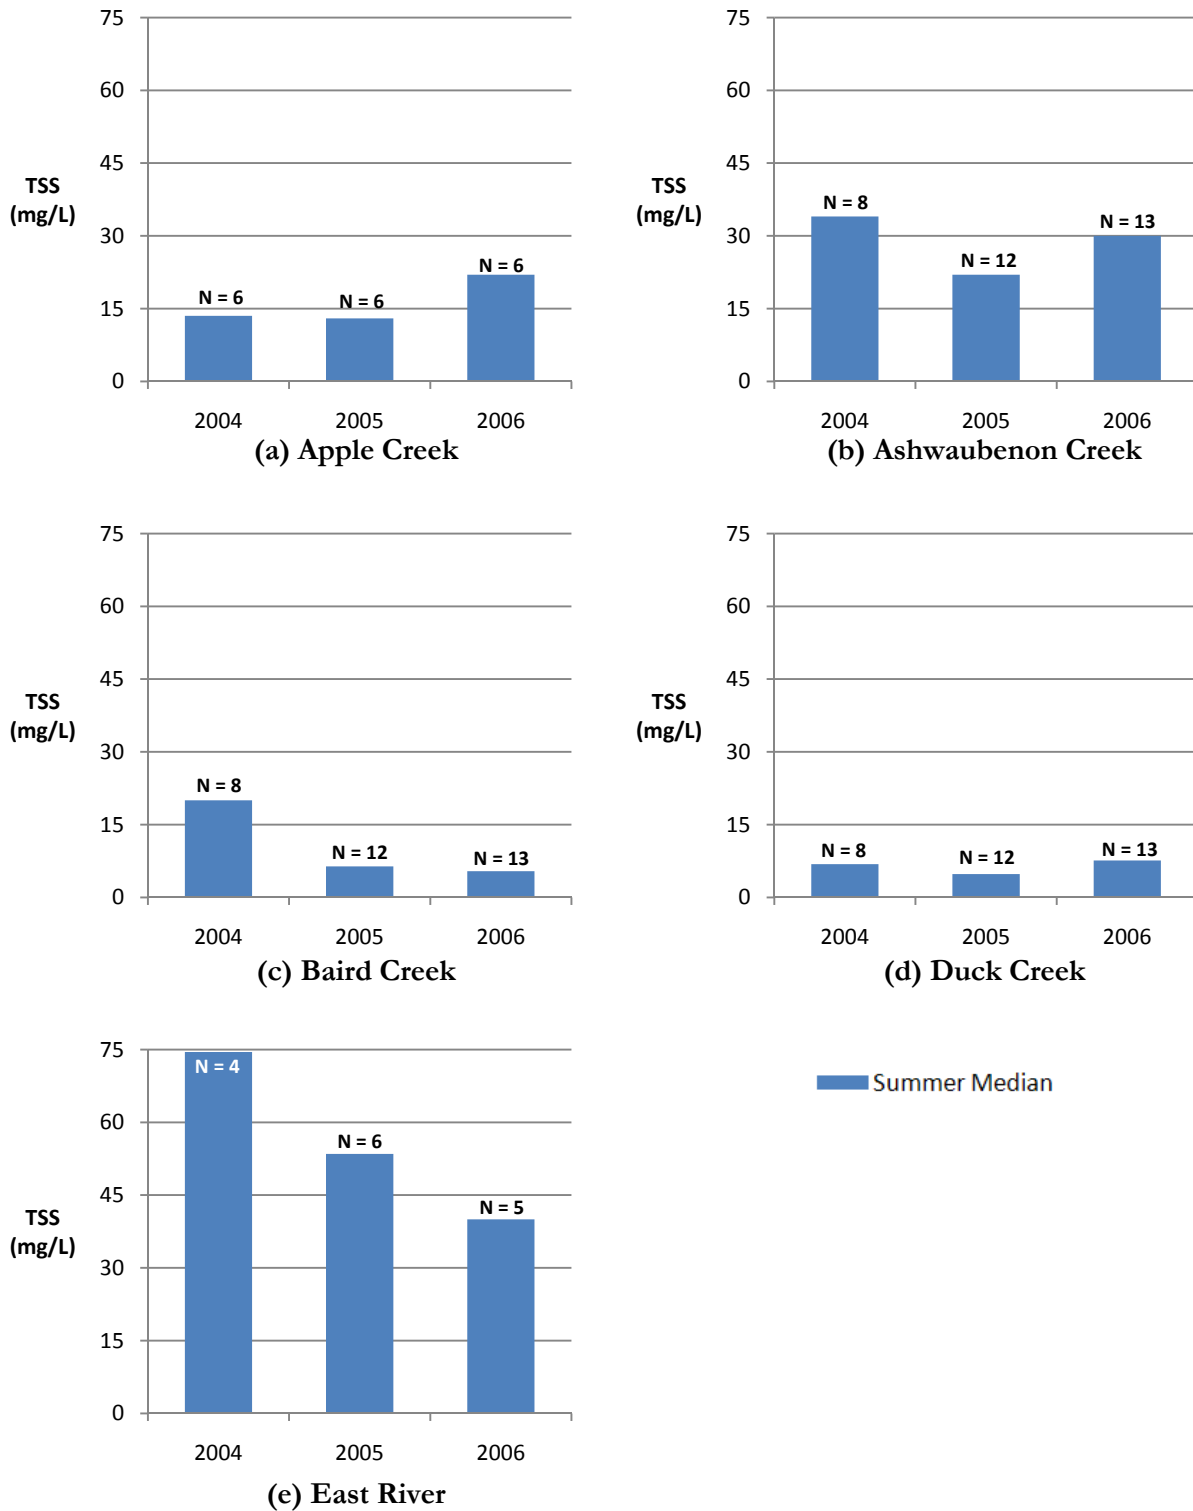 75
60
45
30
15
0
TSS
(mg/L)
N = 6
N = 6
N = 6
2004
2005
2006
(a) Apple Creek
75
60
45
30
15
0
TSS
(mg/L)
N = 8
N = 12
N = 13
2004
2005
2006
(b) Ashwaubenon Creek
75
60
45
30
15
0
TSS
(mg/L)
N = 8
N = 12
N = 13
2004
2005
2006
(c) Baird Creek
75
60
45
30
15
0
TSS
(mg/L)
N = 8
N = 12
N = 13
2004
2005
2006
(d) Duck Creek
75
60
45
30
15
0
TSS
(mg/L)
N = 4
N = 6
N = 5
2004
2005
2006
(e) East River
Summer Median